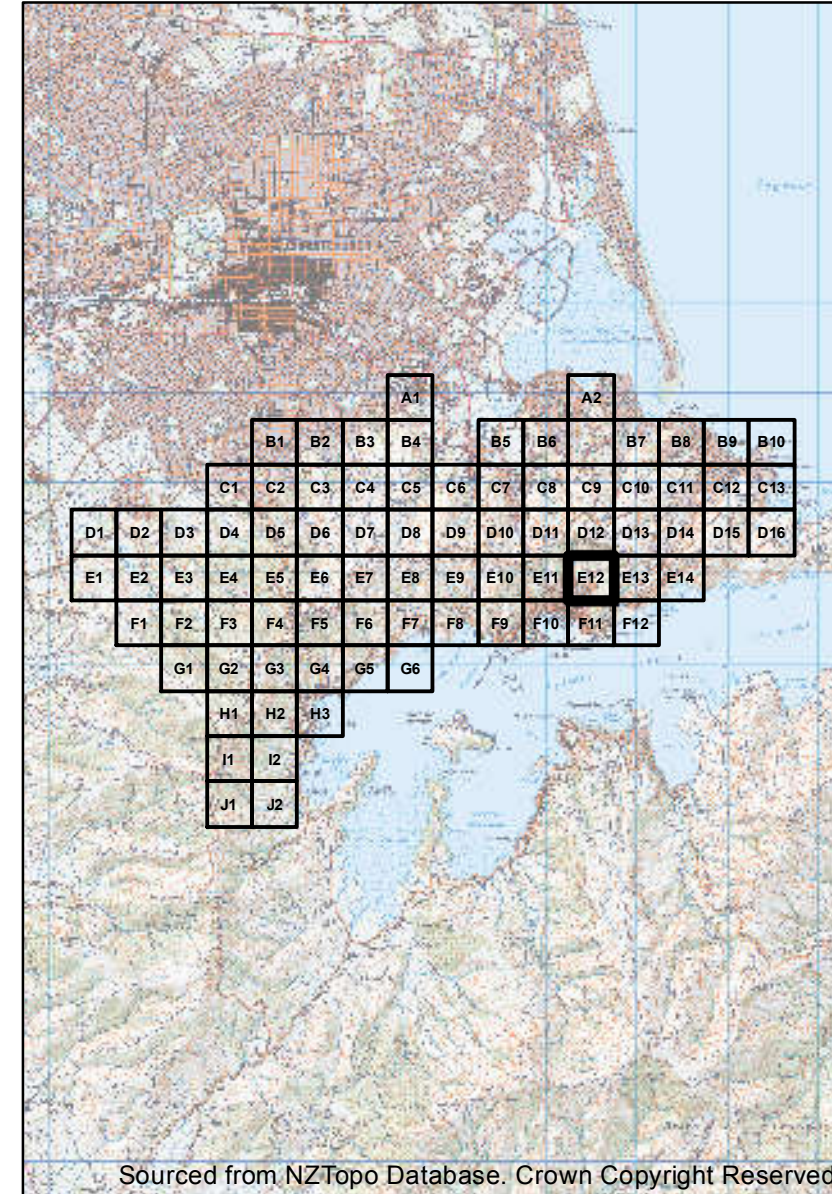 A1 A2
B1 B2 B3 B4 B5 B6 B7 B8 B9 B10
C1 C2 C3 C4 C5 C6 C7 C8 C9 C10 C11 C12 C13
D1 D2 D3 D4 D5 D6 D7 D8 D9 D10 D11 D12 D13 D14 D15 D16
E1 E2 E3 E4 E5 E6 E7 E8 E9 E10 E11 E12 E13 E14
F1 F2 F3 F4 F5 F6 F7 F8 F9 F10 F11 F12
G1 G2 G3 G4 G5 G6
H1 H2 H3
I1 I2
J1 J2
Sourced from NZTopo Database. Crown Copyright Reserved